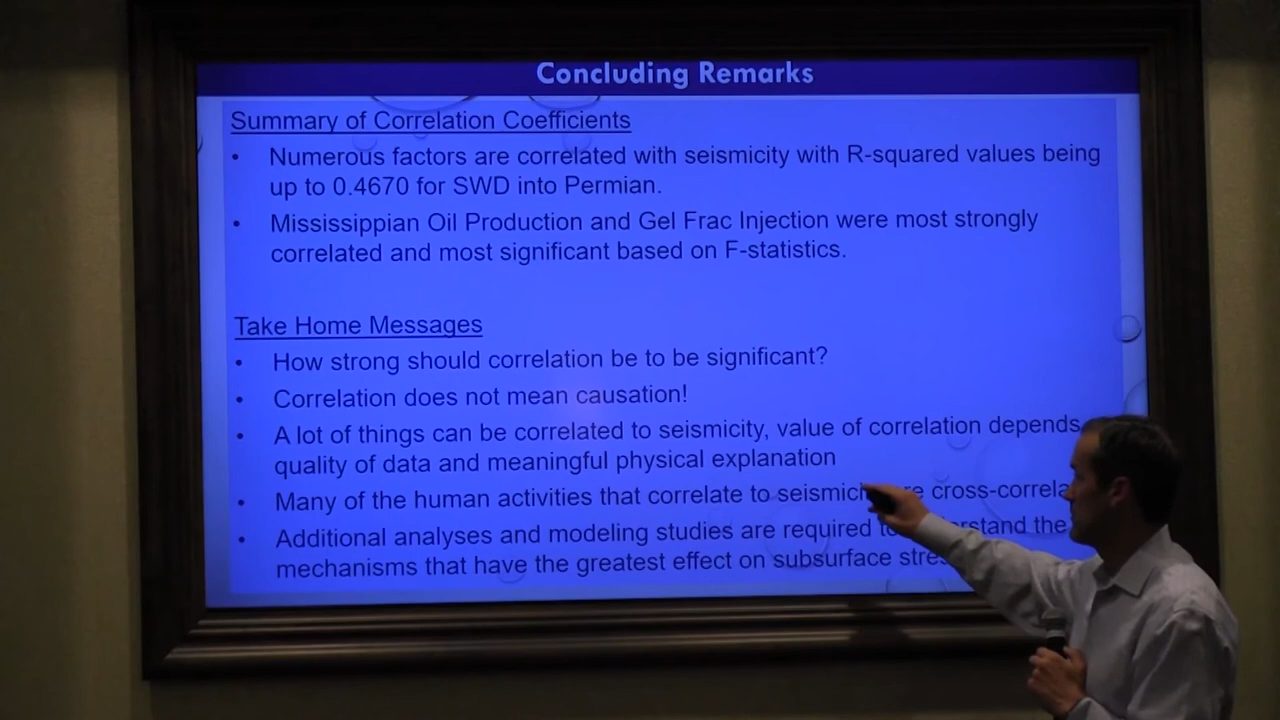 Concluding Remarks
Summary of Correlation Coefficients
• Numerous factors are correlated with seismicity with R-squared values being
up to 0.4670 for SWD into Permian.
• Mississippian Oil Production and Gel Frac Injection were most strongly
correlated and most significant based on F-statistics.
Take Home Messages
• How strong should correlation be to be significant?
• Correlation does not mean causation!
• A lot of things can be correlated to seismicity, value of correlation depends
quality of data and meaningful physical explanation
• Many of the human activities that correlate to
• Additional analyses and modeling studies are required the
mechanisms that have the greatest effect on subsurface